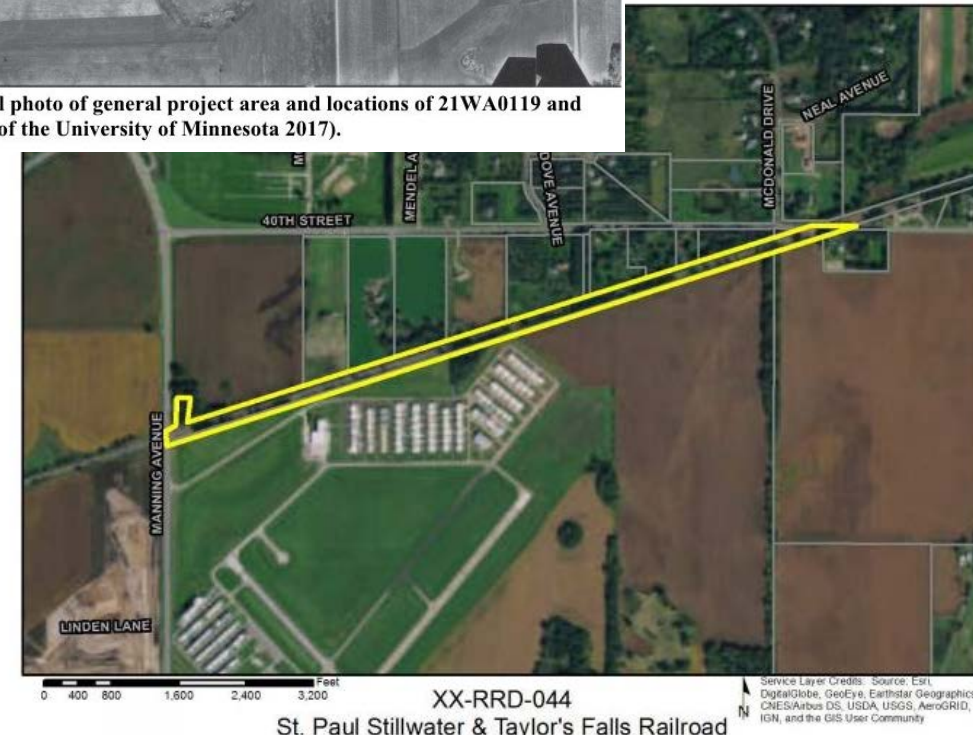 l photo of general project area and locations of 21WA0119 and
of the University of Minnesota 2017).
NEAL AVENUE
MCDONALD DRIVE
MENDEL A
DOVE AVENUE
40TH STREET
MANNING AVENUE
LINDEN LANE
Feet
0 400 800 1,600 2,400 3,200
XX-RRD-044
St. Paul Stillwater & Taylor's Falls Railroad
N
Service Layer Credits: Source: Esri,
DigitalGlobe, GeoEye, Earthstar Geographics,
CNES/Airbus DS, USDA, USGS, AeroGRID,
IGN, and the GIS User Community